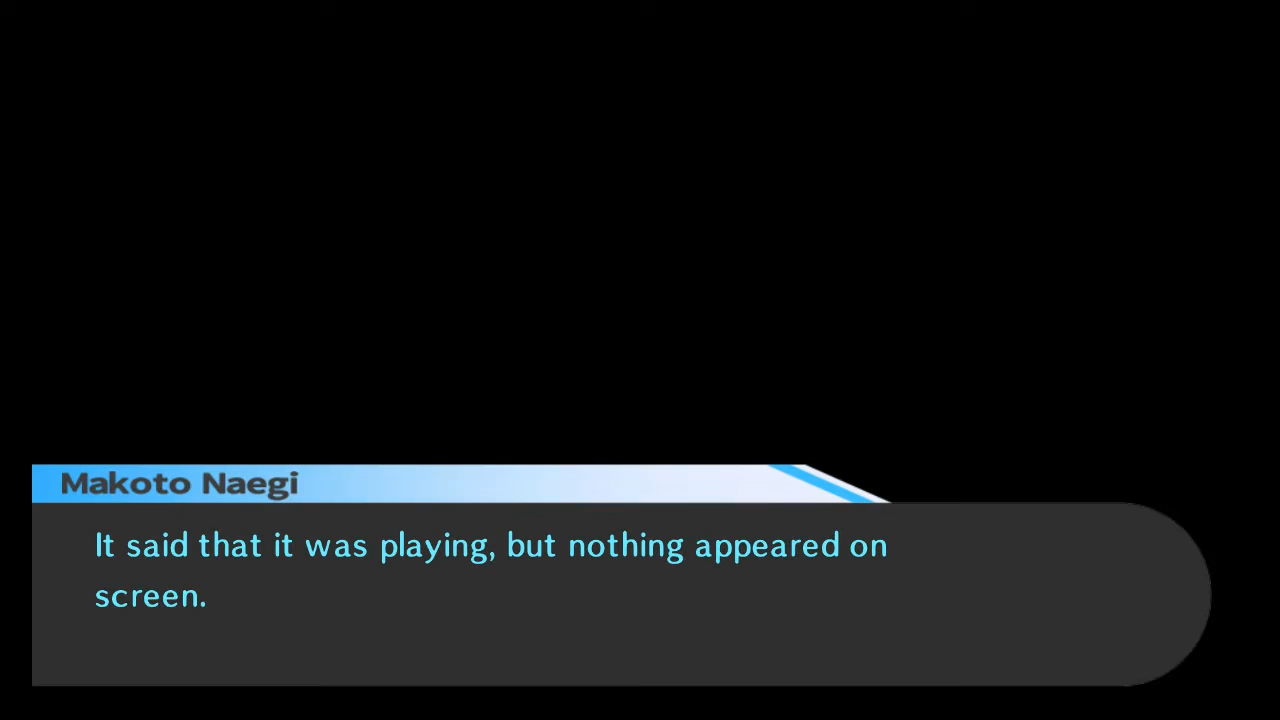 Makoto Naegi
It said that it was playing, but nothing appeared on
screen.